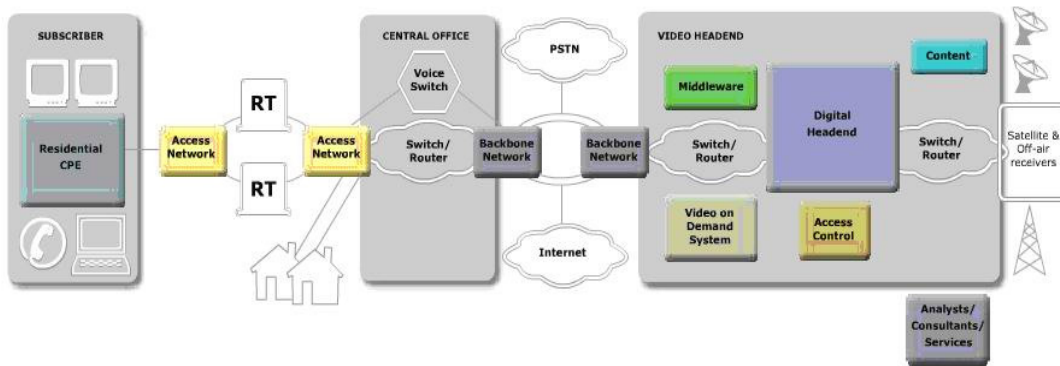 SUBSCRIBER
Residential
CPE
Access
Network
RT
RT
Access
Network
CENTRAL OFFICE
Voice
Switch
Switch/
Router
Backbone
Network
PSTN
Internet
Backbone
Network
VIDEO HEADEND
Middleware
Switch/
Router
Video on
Demand
System
Digital
Headend
Access
Control
Content
Switch/
Router
Satellite &
Off-air
receivers
Analysts/
Consultants/
Services